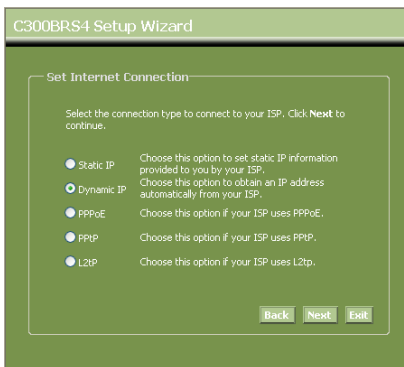 C300BRS4 Setup Wizard
Set Internet Connection
Select the connection type to connect to your ISP. Click Next to
continue.
Static IP Choose this option to set static IP information
provided to you by your ISP.
Dynamic IP Choose this option to obtain an IP address
automatically from your ISP.
PPPoE Choose this option if your ISP uses PPPoE.
PPtP Choose this option if your ISP uses PPtP.
L2tP Choose this option if your ISP uses L2tp.
Back Next Exit